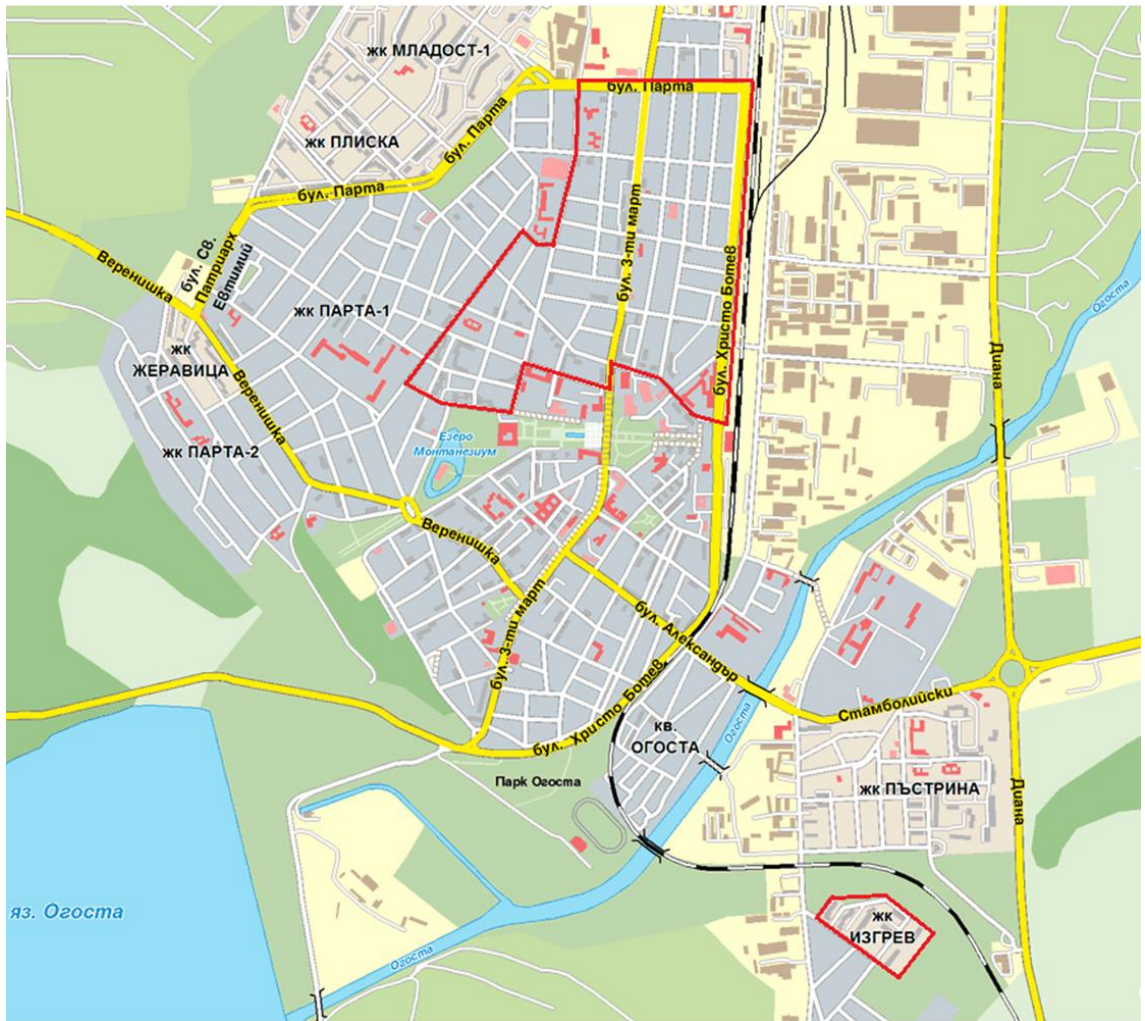 жк МЛАДОСТ-1
бул. Парта
бул. Парта
жк ПЛИСКА
бул. Парта
бул. 3-ти март
Веренишка
бул. Св.
Патриарх
Евтимий
Огоста
жк ПАРТА-1
бул. Христо Ботев
жк
ЖЕРАВИЦА
Диана
Веренишка
Езеро
Монтанезиум
жк ПАРТА-2
Веренишка
бул. 3-ти март
бул. Александър
Стамболийски
Огоста
бул. Христо Ботев
кв.
ОГОСТА
Парк Огоста
жк ПЪСТРИНА
Диана
яз. Огоста
жк
ИЗГРЕВ
Огоста